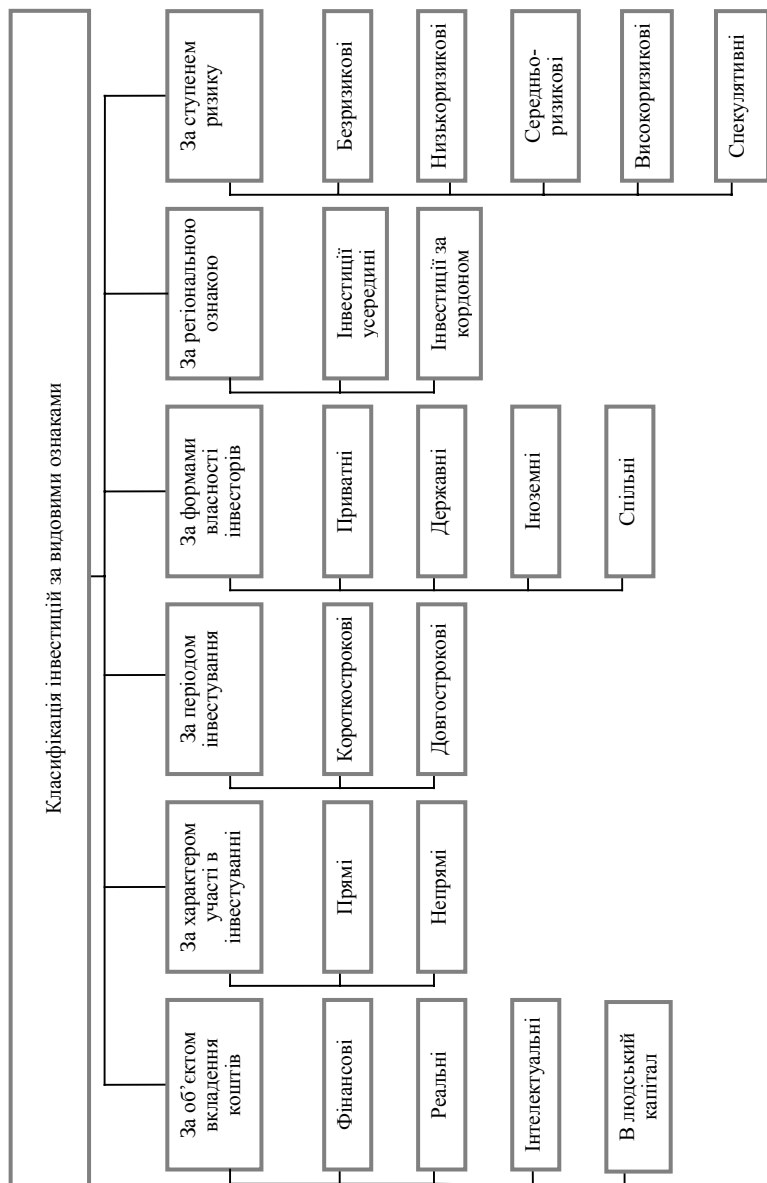 Класифікація інвестицій за видовими ознаками
За об’єктом
вкладення
коштів
Фінансові
Реальні
Інтелектуальні
В людський
капітал
За характером
участі в
інвестуванні
Прямі
Непрямі
За періодом
інвестування
Короткострокові
Довгострокові
За формами
власності
інвесторів
Приватні
Державні
Іноземні
Спільні
За регіональною
ознакою
Інвестиції
усередині
Інвестиції за
кордоном
За ступенем
ризику
Безризикові
Низькоризикові
Середньо-
ризикові
Високоризикові
Спекулятивні